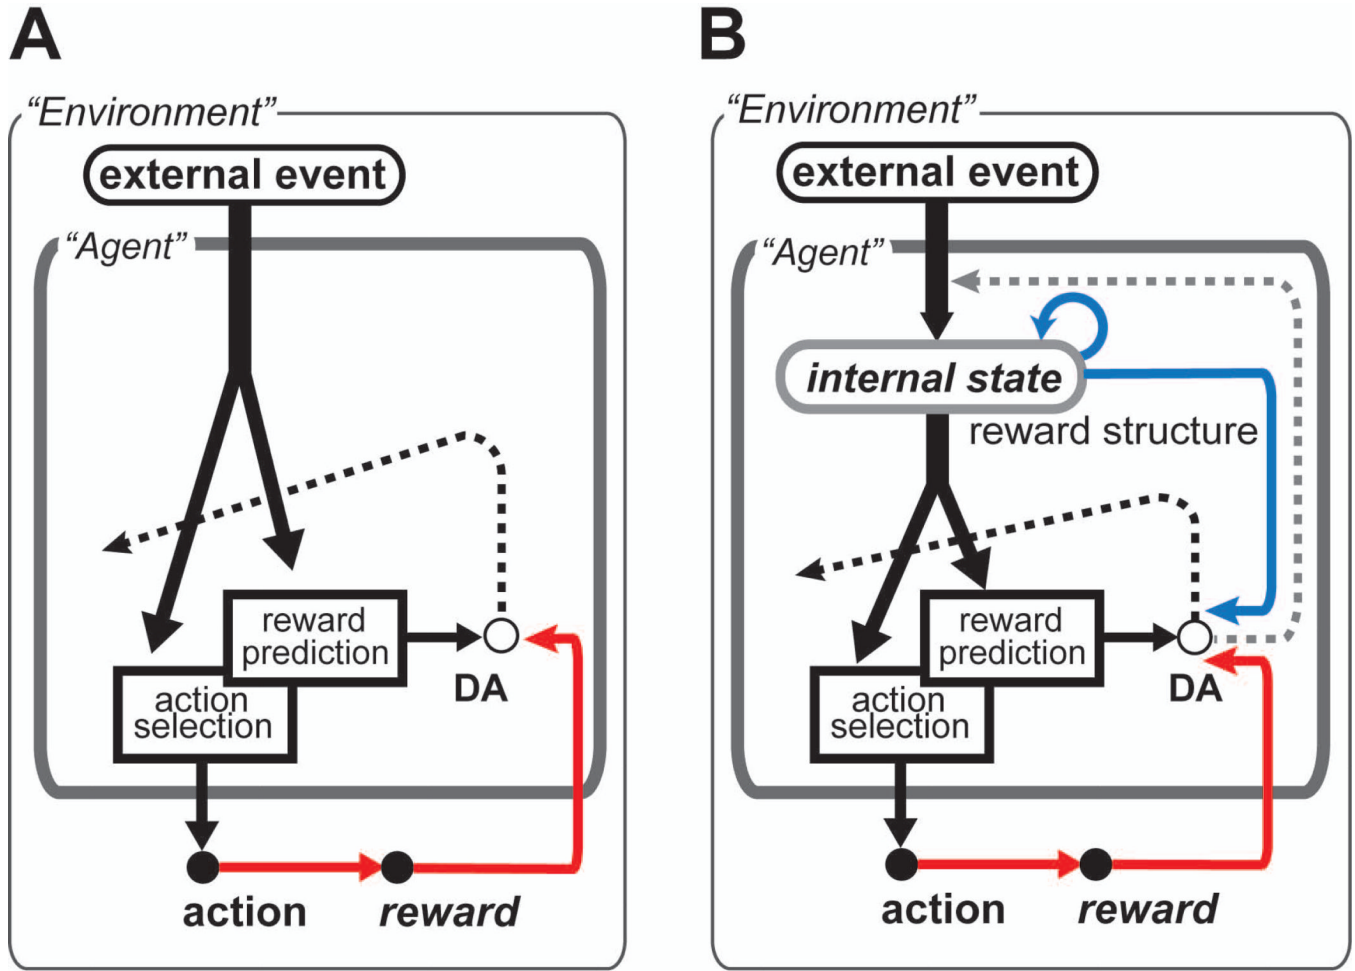 A
“Environment”
external event
“Agent”
reward
prediction
action
selection
DA
action
reward
B
“Environment”
external event
“Agent”
internal state
reward structure
reward
prediction
action
selection
DA
action
reward